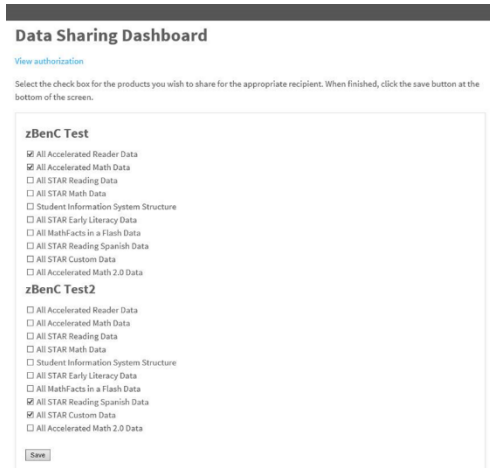 Data Sharing Dashboard
View authorization
Select the check box for the products you wish to share for the appropriate recipient. When finished, click the save button at the
bottom of the screen.
zBenC Test
All Accelerated Reader Data
All Accelerated Math Data
All STAR Reading Data
All STAR Math Data
Student Information System Structure
All STAR Early Literacy Data
All MathFacts in a Flash Data
All STAR Reading Spanish Data
All STAR Custom Data
All Accelerated Math 2.0 Data
zBenC Test2
All Accelerated Reader Data
All Accelerated Math Data
All STAR Reading Data
All STAR Math Data
Student Information System Structure
All STAR Early Literacy Data
All MathFacts in a Flash Data
All STAR Reading Spanish Data
All STAR Custom Data
All Accelerated Math 2.0 Data
Save